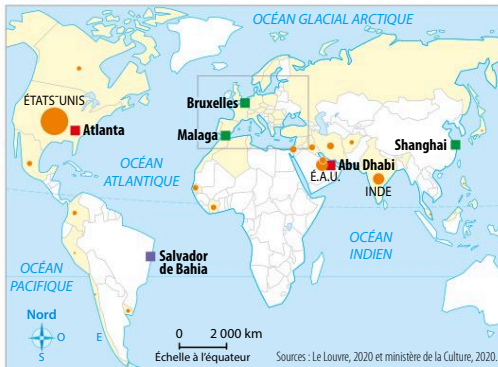 OCÉAN GLACIAL ARCTIQUE
ÉTATS-UNIS
Bruxelles
Atlanta
Malaga
Shanghai
OCÉAN
ATLANTIQUE
Abu Dhabi
É.A.U.
INDE
OCÉAN
INDIEN
Salvador
de Bahia
OCÉAN
PACIFIQUE
Nord
O E
S
0 2 000 km
Échelle à l'équateur
Sources : Le Louvre, 2020 et ministère de la Culture, 2020.